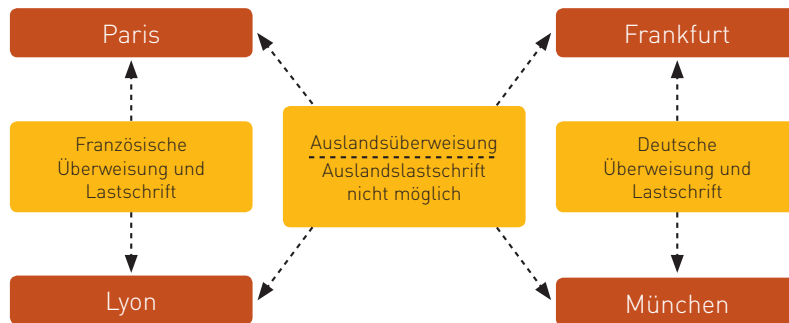 Paris
Frankfurt
Französische
Überweisung und
Lastschrift
Auslandsüberweisung
Auslandslastschrift
nicht möglich
Deutsche
Überweisung und
Lastschrift
Lyon
München